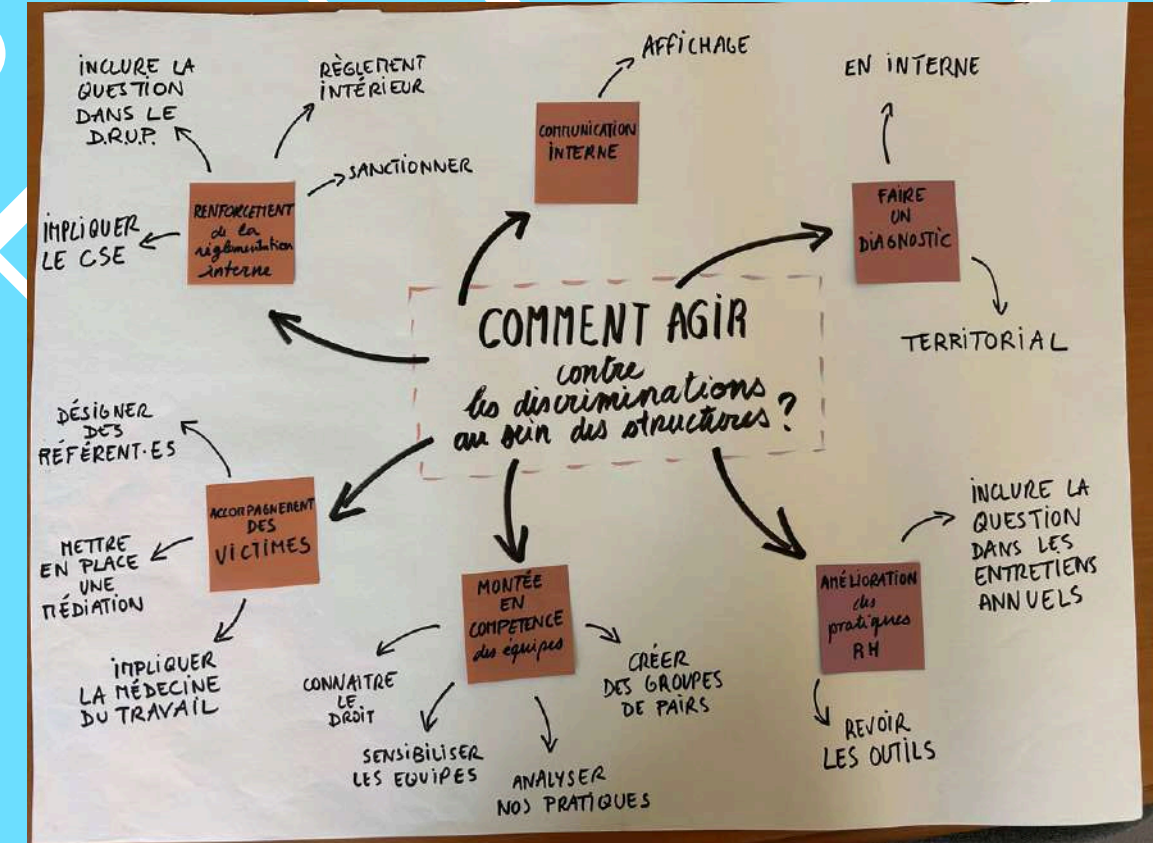 COMMENT AGIR
contre
les discriminations
au sein des structures ?
COMMUNICATION
INTERNE
AFFICHAGE
FAIRE
UN
DIAGNOSTIC
EN INTERNE
TERRITORIAL
AMÉLIORATION
des
pratiques
RH
INCLURE LA
QUESTION
DANS LES
ENTRETIENS
ANNUELS
REVOIR
LES OUTILS
MONTÉE
EN
COMPETENCE
des équipes
CRÉER
DES GROUPES
DE PAIRS
ANALYSER
NOS PRATIQUES
SENSIBILISER
LES EQUIPES
CONNAITRE
LE
DROIT
ACCOMPAGNEMENT
DES
VICTIMES
IMPLIQUER
LA MÉDECINE
DU TRAVAIL
METTRE
EN PLACE
UNE
MÉDIATION
DÉSIGNER
DES
RÉFÉRENT·ES
RENFORCEMENT
de la
réglementation
interne
IMPLIQUER
LE CSE
INCLURE LA
QUESTION
DANS LE
D.R.U.P.
RÈGLEMENT
INTÉRIEUR
SANCTIONNER